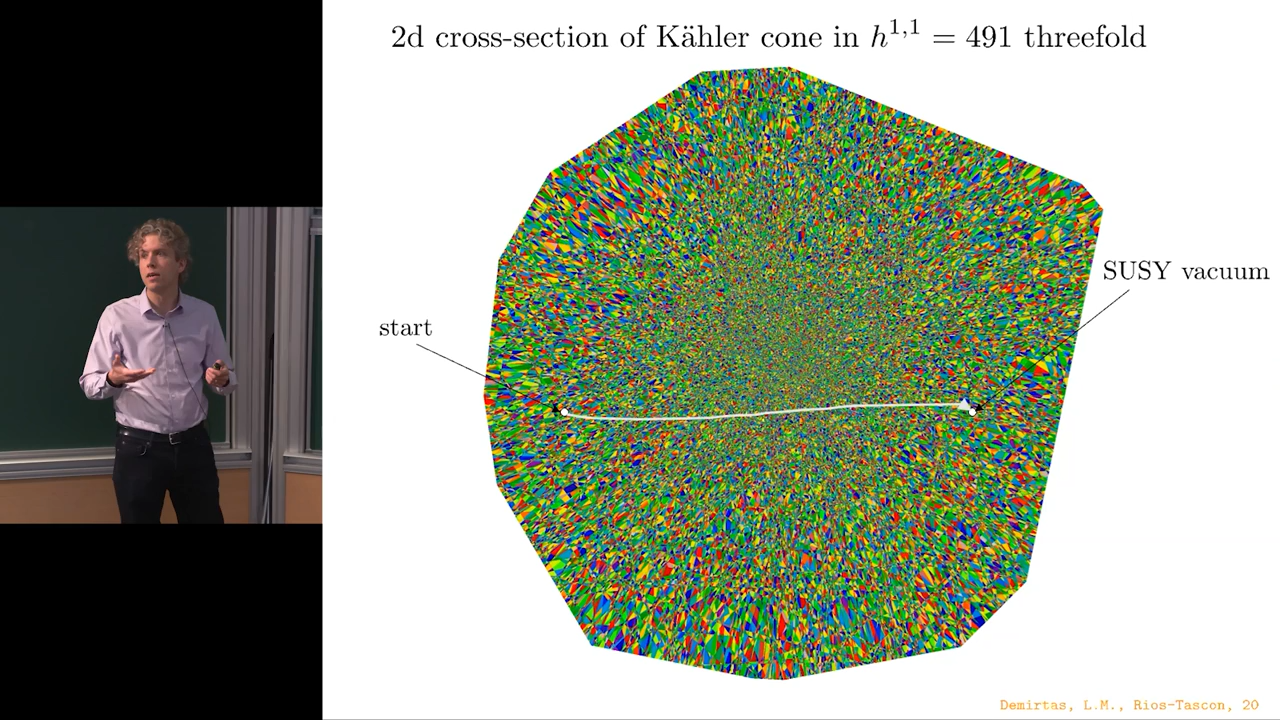 2d cross-section of Kähler cone in $h^{1,1} = 491$ threefold
SUSY vacuum
start
Demirtas, L.M., Rios-Tascon, 20